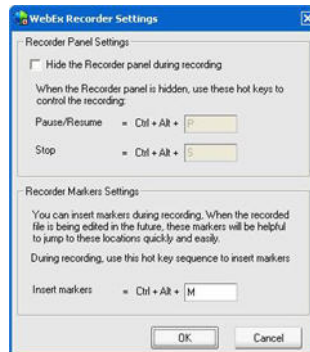 WebEx Recorder Settings
Recorder Panel Settings
Hide the Recorder panel during recording
When the Recorder panel is hidden, use these hot keys to
control the recording:
Pause/Resume = Ctrl + Alt + P
Stop = Ctrl + Alt + S
Recorder Markers Settings
You can insert markers during recording. When the recorded
file is being edited in the future, these markers will be helpful
to jump to these locations quickly and easily.
During recording, use this hot key sequence to insert markers
Insert markers = Ctrl + Alt + M
OK Cancel